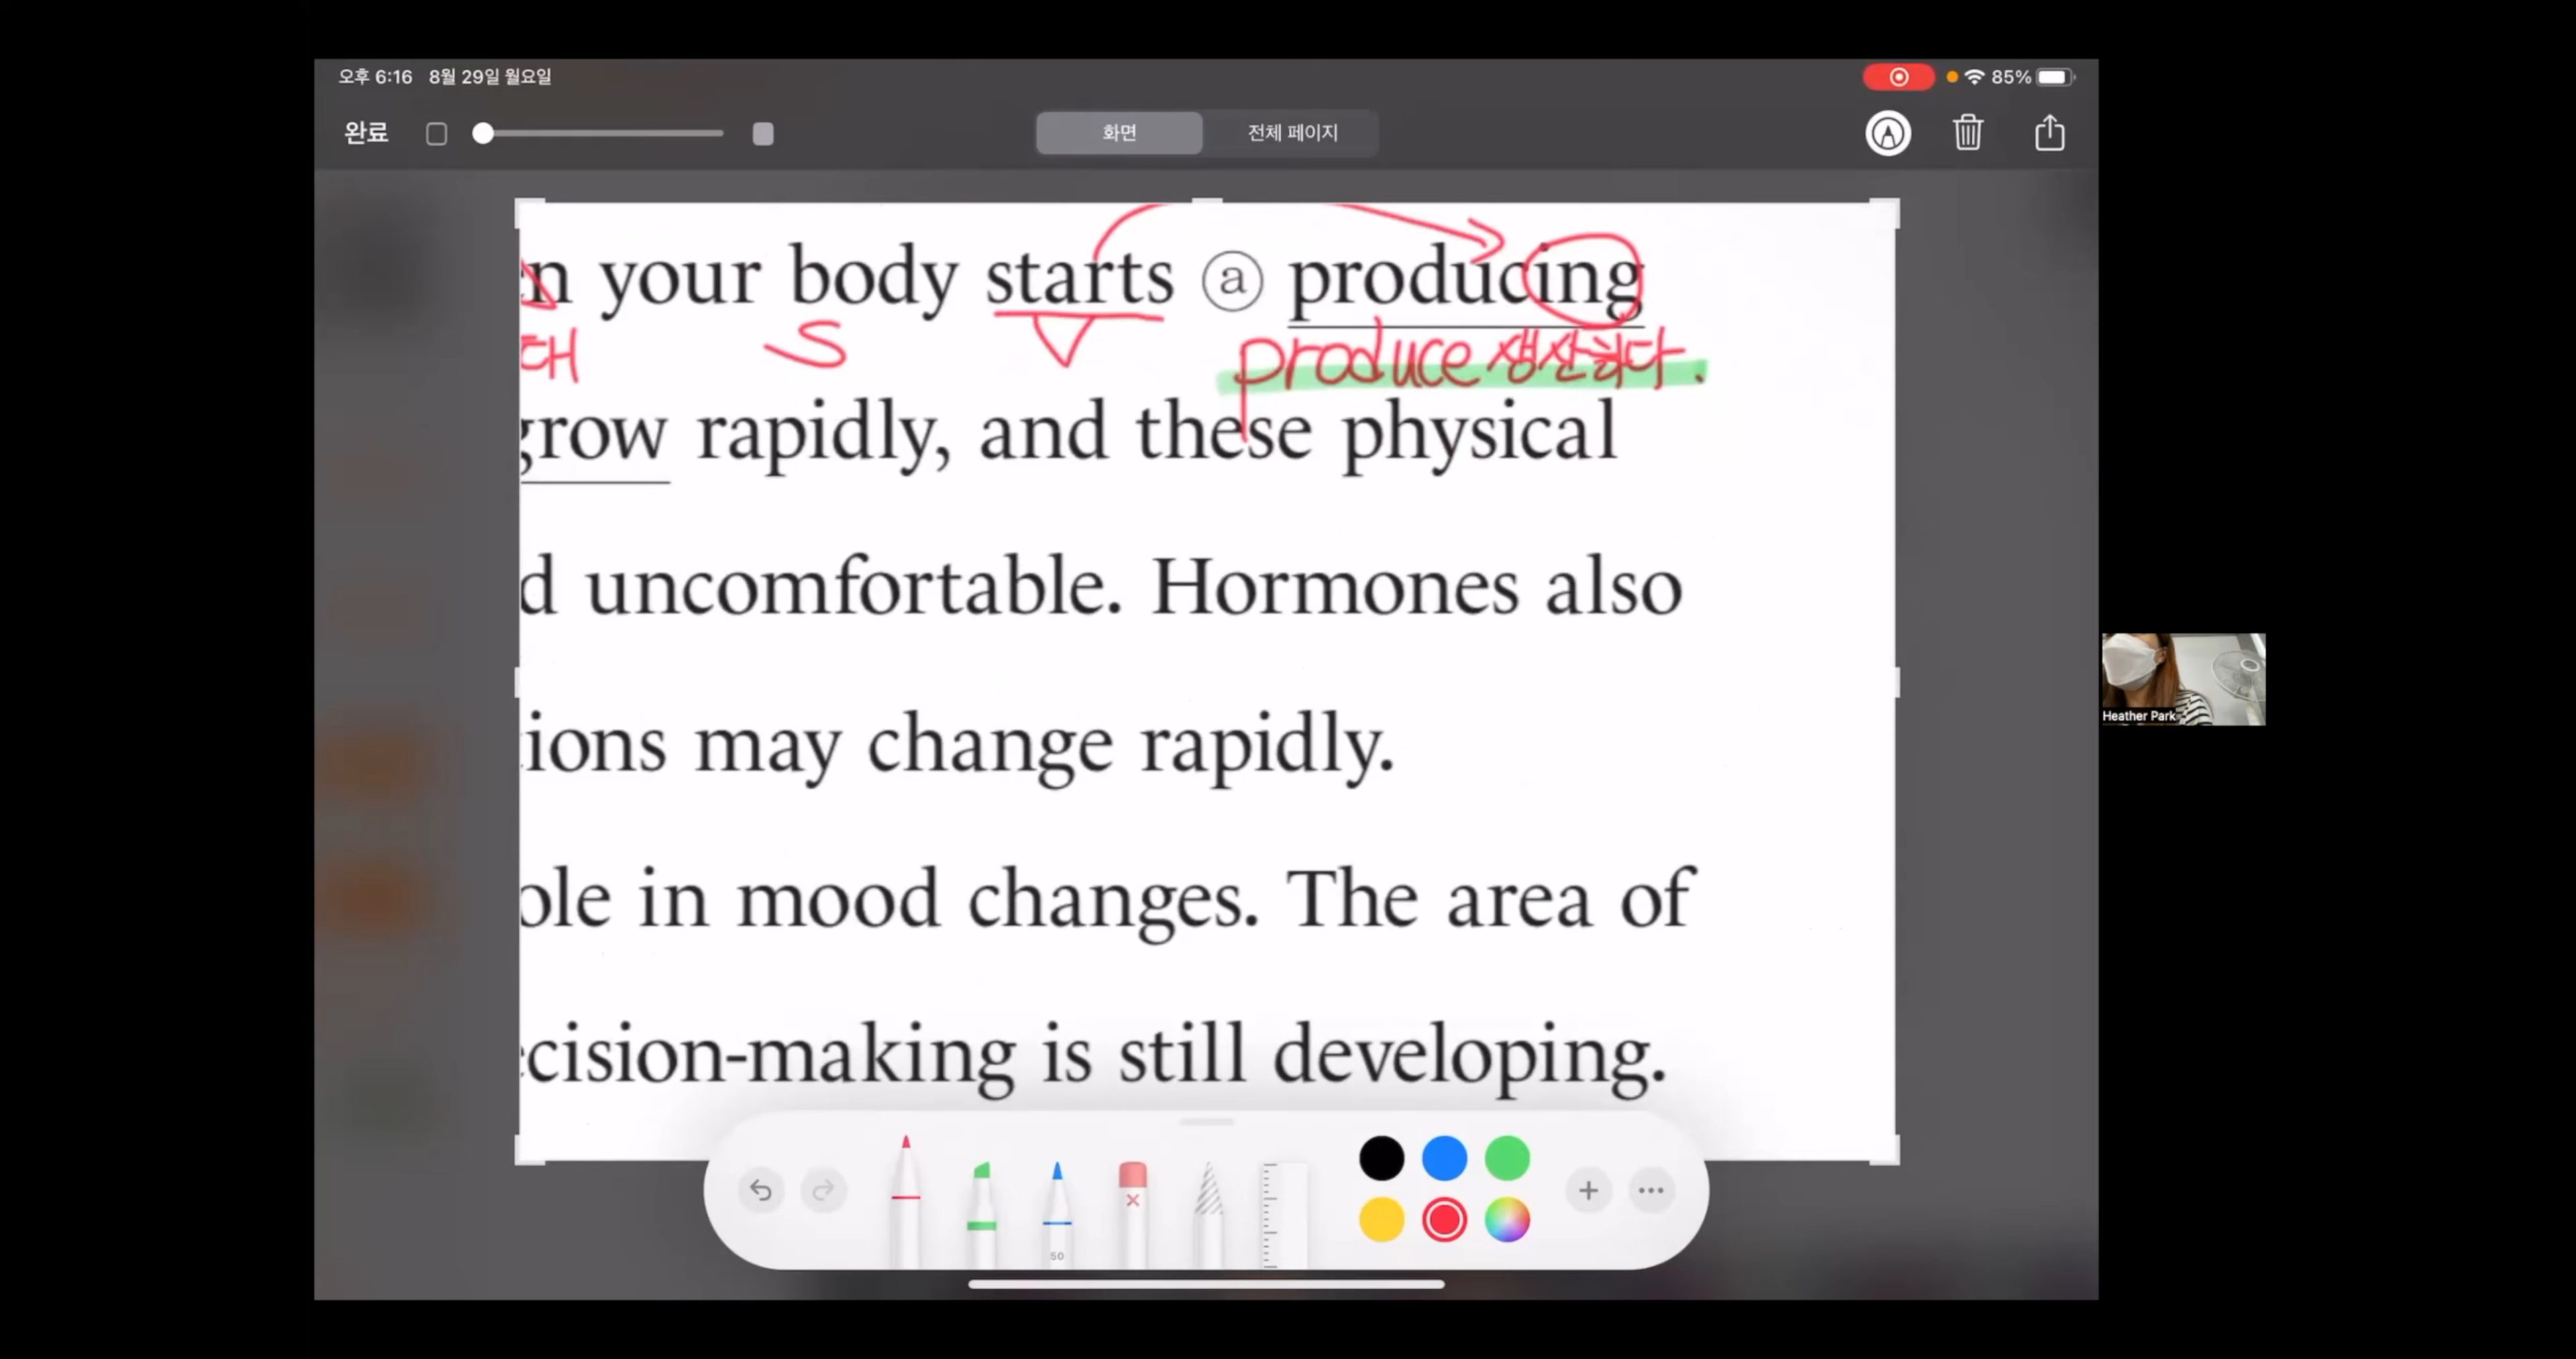 오후 6:16 8월 29일 월요일
85%
완료
화면
전체 페이지
n your body starts ⓐ producing
때 S V produce 생산하다.
grow rapidly, and these physical
d uncomfortable. Hormones also
ions may change rapidly.
ole in mood changes. The area of
cision-making is still developing.
Heather Park
50